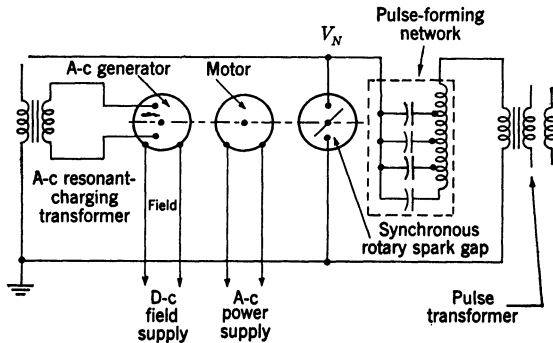 Pulse-forming
network
V_N
A-c generator
Motor
A-c resonant-
charging
transformer
Field
Synchronous
rotary spark gap
D-c
field
supply
A-c
power
supply
Pulse
transformer